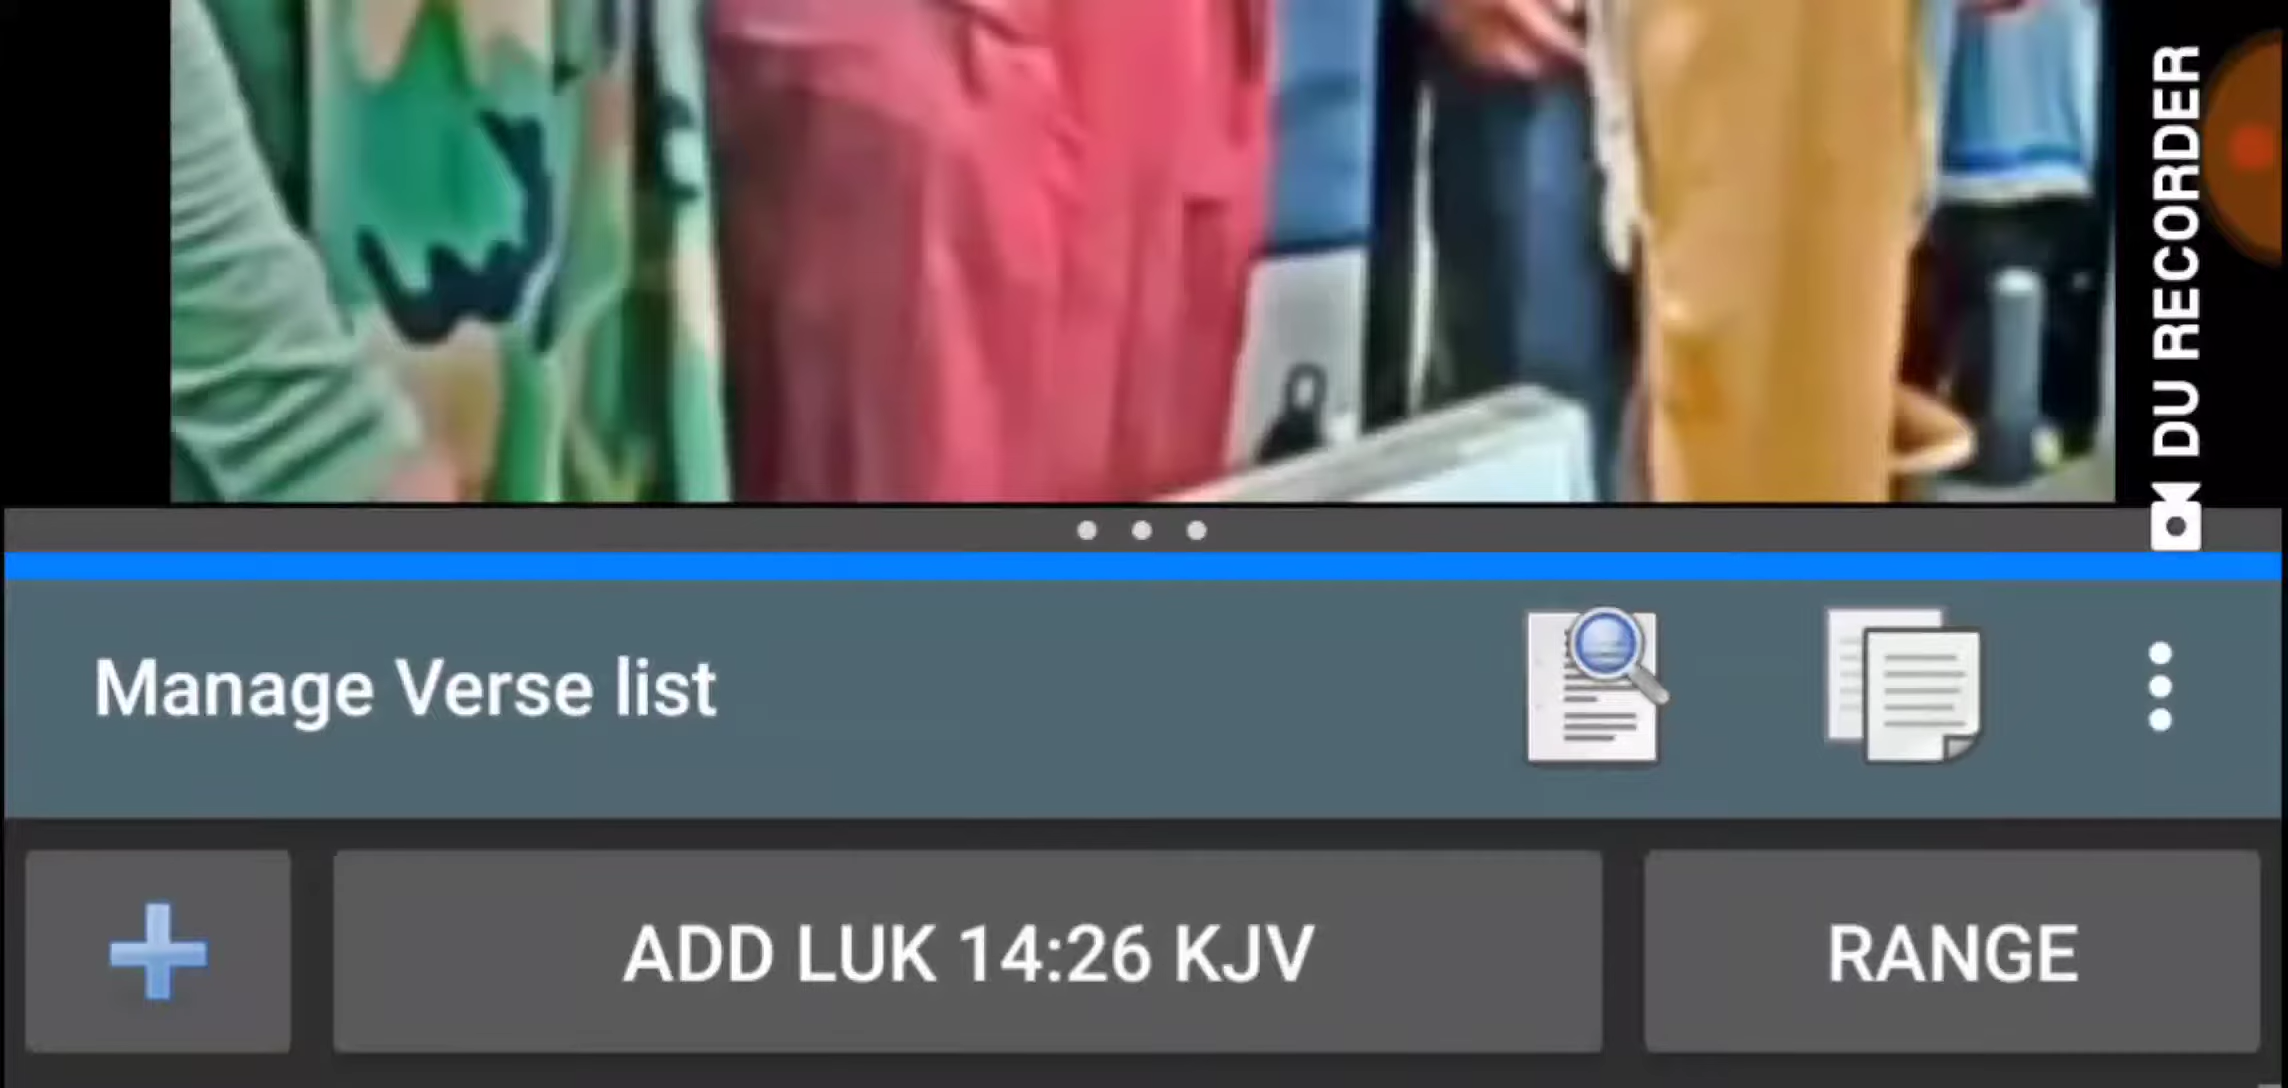 DU RECORDER
Manage Verse list
ADD LUK 14:26 KJV
RANGE